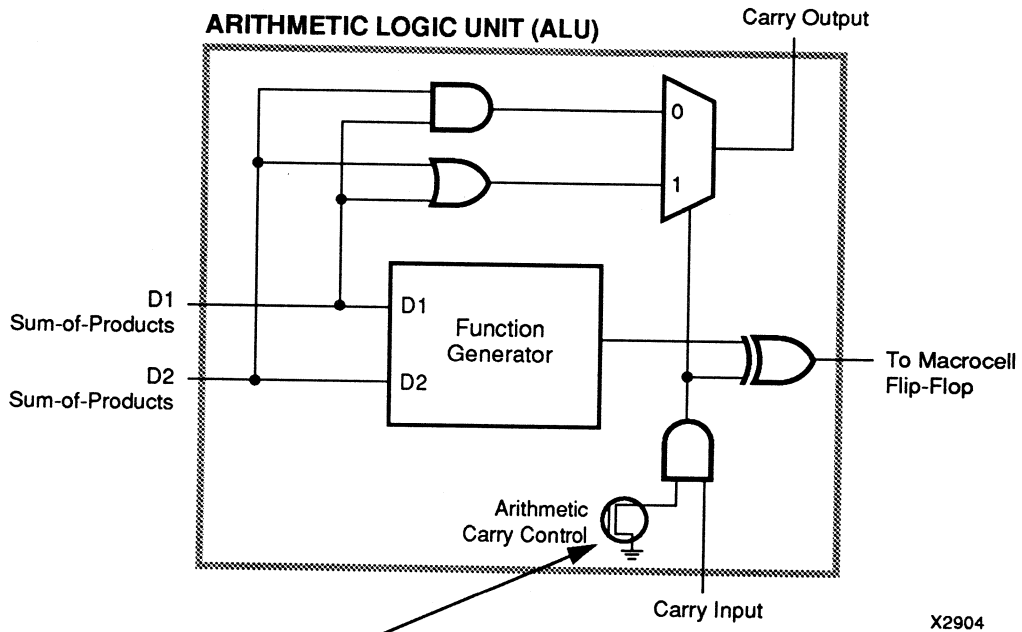 ARITHMETIC LOGIC UNIT (ALU)
Carry Output
0
1
D1
Sum-of-Products
D2
Sum-of-Products
D1
D2
Function
Generator
To Macrocell
Flip-Flop
Arithmetic
Carry Control
Carry Input
X2904